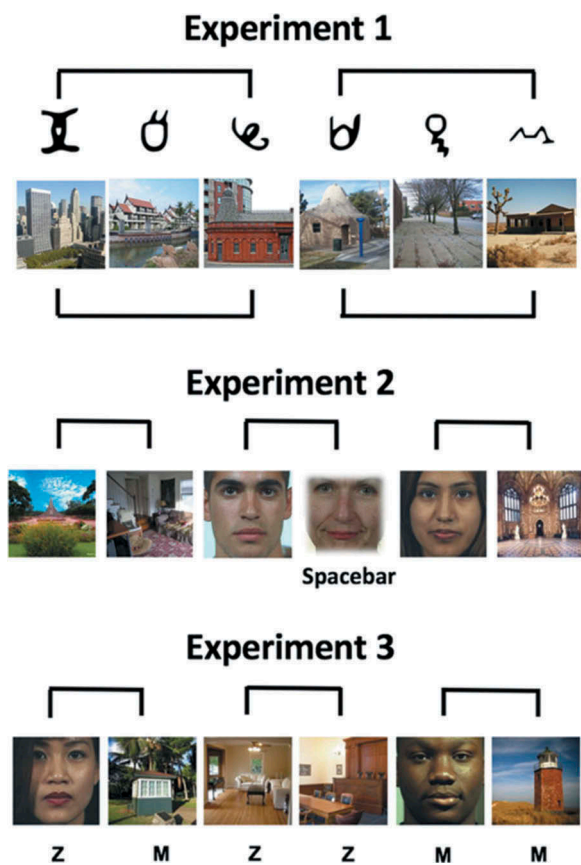 Experiment 1
Experiment 2
Spacebar
Experiment 3
Z M Z Z M M